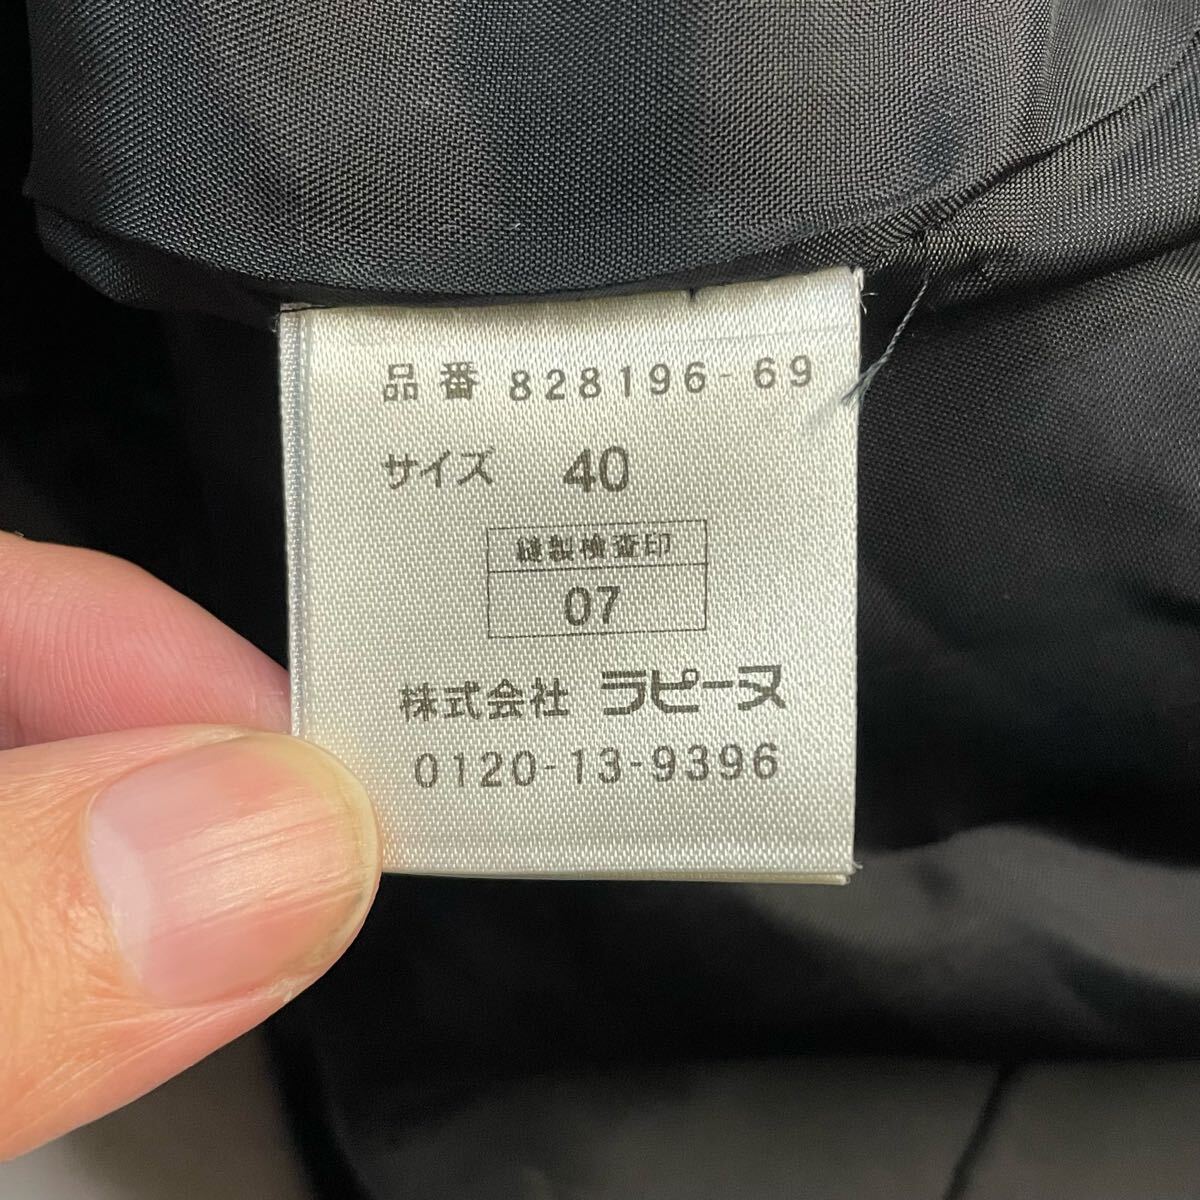 品番 828196-69
サイズ 40
縫製検査印
07
株式会社 ラピーヌ
0120-13-9396